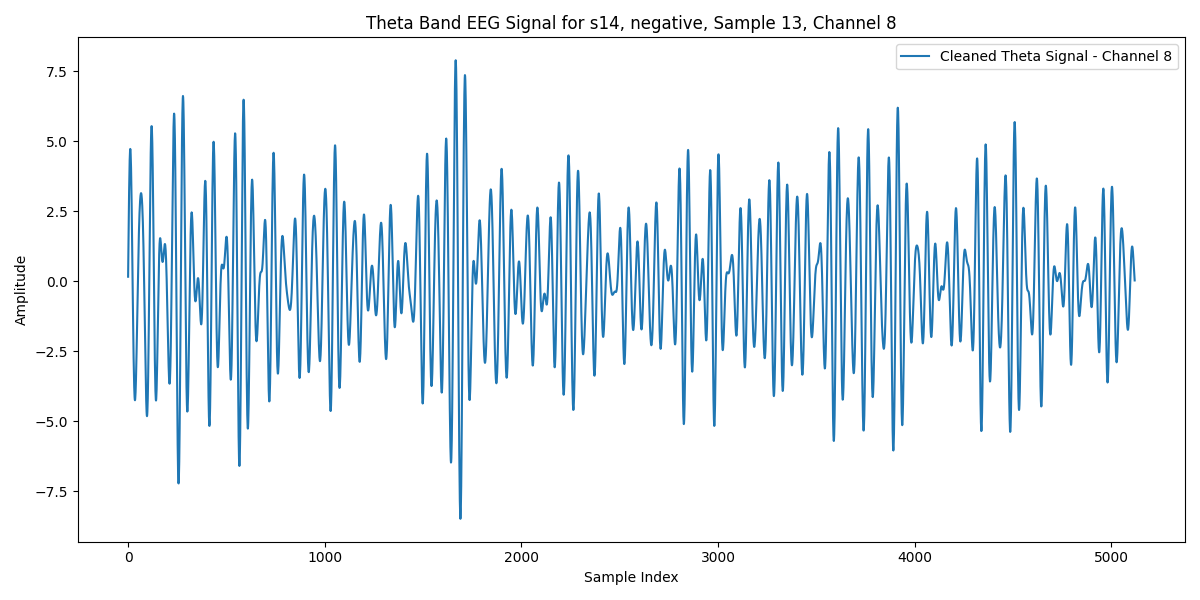 Theta Band EEG Signal for s14, negative, Sample 13, Channel 8
Cleaned Theta Signal - Channel 8
Amplitude
7.5
5.0
2.5
0.0
−2.5
−5.0
−7.5
0 1000 2000 3000 4000 5000
Sample Index